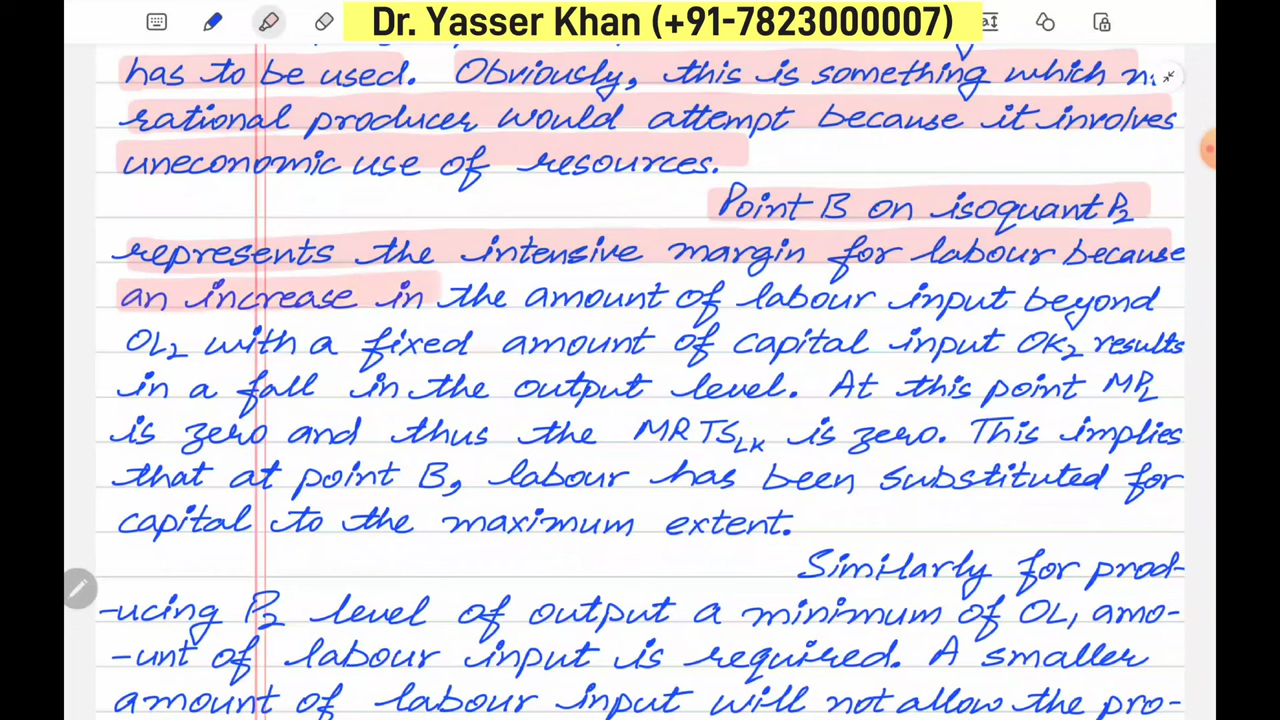 Dr. Yasser Khan (+91-7823000007)
has to be used. Obviously, this is something which
rational producer would attempt because it involves
uneconomic use of resources.
Point B on isoquant P₂
represents the intensive margin for labour because
an increase in the amount of labour input beyond
OL₂ with a fixed amount of capital input OK₂ results
in a fall in the output level. At this point MPL
is zero and thus the MRTSLK is zero. This implies
that at point B, labour has been substituted for
capital to the maximum extent.
Similarly for prod-
-ucing P₂ level of output a minimum of OL₁ amo-
-unt of labour input is required. A smaller
amount of labour input will not allow the pro-